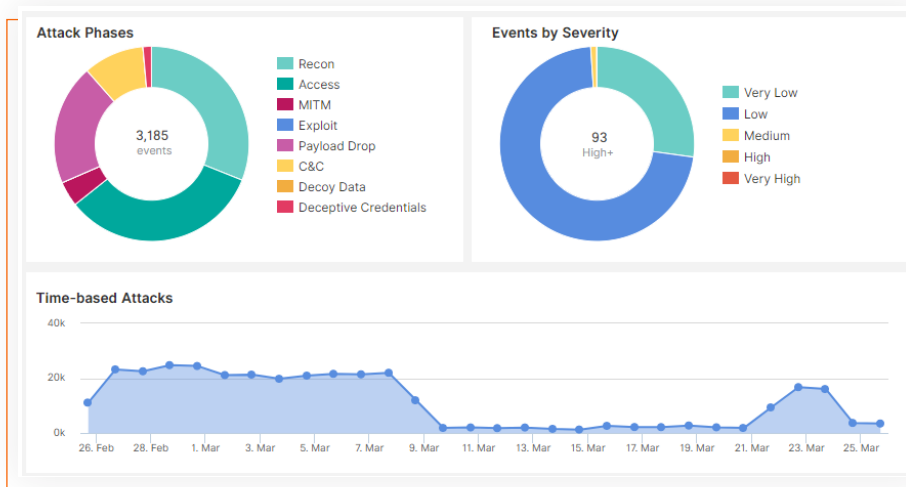 Attack Phases
3,185
events
Recon
Access
MITM
Exploit
Payload Drop
C&C
Decoy Data
Deceptive Credentials
Events by Severity
93
High+
Very Low
Low
Medium
High
Very High
Time-based Attacks
40k
20k
0k
26. Feb 28. Feb 1. Mar 3. Mar 5. Mar 7. Mar 9. Mar 11. Mar 13. Mar 15. Mar 17. Mar 19. Mar 21. Mar 23. Mar 25. Mar